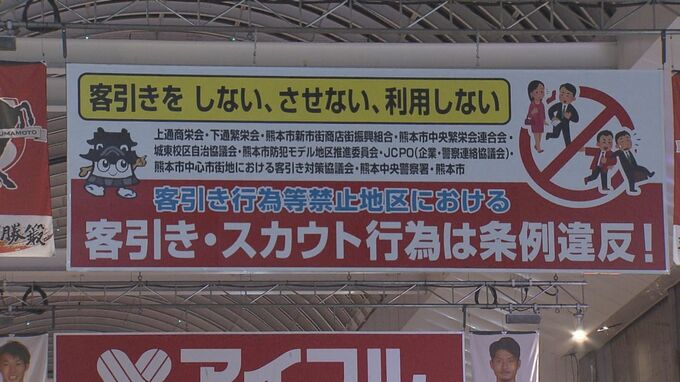 客引きを しない、させない、利用しない
上通商栄会・下通繁栄会・熊本市新市街商店街振興組合・熊本市中央繁栄会連合会・
城東校区自治協議会・熊本市防犯モデル地区推進委員会・JCPO(企業・警察連絡協議会)・
熊本市中心市街地における客引き対策協議会・熊本中央警察署・熊本市
客引き行為等禁止地区における
客引き・スカウト行為は条例違反!
UMAMOTO
勝
アイフル